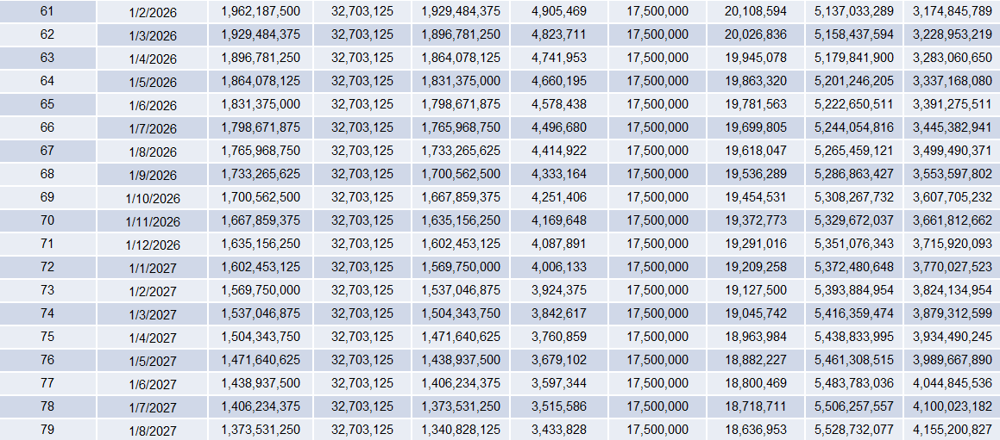 61 1/2/2026 1,962,187,500 32,703,125 1,929,484,375 4,905,469 17,500,000 20,108,594 5,137,033,289 3,174,845,789
62 1/3/2026 1,929,484,375 32,703,125 1,896,781,250 4,823,711 17,500,000 20,026,836 5,158,437,594 3,228,953,219
63 1/4/2026 1,896,781,250 32,703,125 1,864,078,125 4,741,953 17,500,000 19,945,078 5,179,841,900 3,283,060,650
64 1/5/2026 1,864,078,125 32,703,125 1,831,375,000 4,660,195 17,500,000 19,863,320 5,201,246,205 3,337,168,080
65 1/6/2026 1,831,375,000 32,703,125 1,798,671,875 4,578,438 17,500,000 19,781,563 5,222,650,511 3,391,275,511
66 1/7/2026 1,798,671,875 32,703,125 1,765,968,750 4,496,680 17,500,000 19,699,805 5,244,054,816 3,445,382,941
67 1/8/2026 1,765,968,750 32,703,125 1,733,265,625 4,414,922 17,500,000 19,618,047 5,265,459,121 3,499,490,371
68 1/9/2026 1,733,265,625 32,703,125 1,700,562,500 4,333,164 17,500,000 19,536,289 5,286,863,427 3,553,597,802
69 1/10/2026 1,700,562,500 32,703,125 1,667,859,375 4,251,406 17,500,000 19,454,531 5,308,267,732 3,607,705,232
70 1/11/2026 1,667,859,375 32,703,125 1,635,156,250 4,169,648 17,500,000 19,372,773 5,329,672,037 3,661,812,662
71 1/12/2026 1,635,156,250 32,703,125 1,602,453,125 4,087,891 17,500,000 19,291,016 5,351,076,343 3,715,920,093
72 1/1/2027 1,602,453,125 32,703,125 1,569,750,000 4,006,133 17,500,000 19,209,258 5,372,480,648 3,770,027,523
73 1/2/2027 1,569,750,000 32,703,125 1,537,046,875 3,924,375 17,500,000 19,127,500 5,393,884,954 3,824,134,954
74 1/3/2027 1,537,046,875 32,703,125 1,504,343,750 3,842,617 17,500,000 19,045,742 5,416,359,474 3,879,312,599
75 1/4/2027 1,504,343,750 32,703,125 1,471,640,625 3,760,859 17,500,000 18,963,984 5,438,833,995 3,934,490,245
76 1/5/2027 1,471,640,625 32,703,125 1,438,937,500 3,679,102 17,500,000 18,882,227 5,461,308,515 3,989,667,890
77 1/6/2027 1,438,937,500 32,703,125 1,406,234,375 3,597,344 17,500,000 18,800,469 5,483,783,036 4,044,845,536
78 1/7/2027 1,406,234,375 32,703,125 1,373,531,250 3,515,586 17,500,000 18,718,711 5,506,257,557 4,100,023,182
79 1/8/2027 1,373,531,250 32,703,125 1,340,828,125 3,433,828 17,500,000 18,636,953 5,528,732,077 4,155,200,827